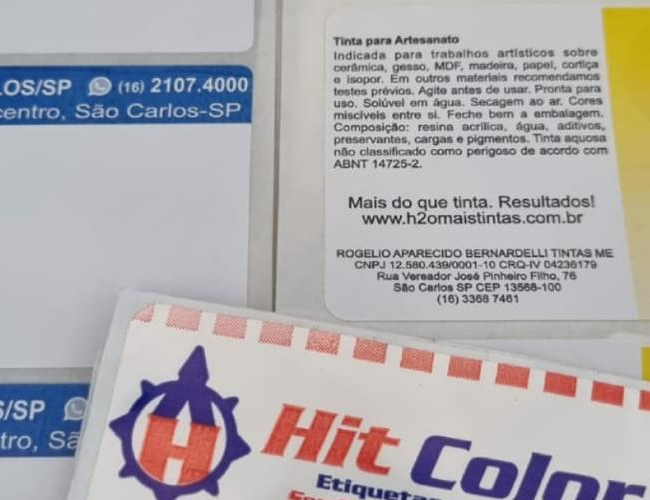 Tinta para Artesanato
Indicada para trabalhos artísticos sobre
cerâmica, gesso, MDF, madeira, papel, cortiça
e isopor. Em outros materiais recomendamos
testes prévios. Agite antes de usar. Pronta para
uso. Solúvel em água. Secagem ao ar. Cores
miscíveis entre si. Feche bem a embalagem.
Composição: resina acrílica, água, aditivos,
preservantes, cargas e pigmentos. Tinta aquosa
não classificado como perigoso de acordo com
ABNT 14725-2.
Mais do que tinta. Resultados!
www.h2omaistintas.com.br
ROGELIO APARECIDO BERNARDELLI TINTAS ME
CNPJ 12.580.439/0001-10 CRQ-IV 04236179
Rua Vereador José Pinheiro Filho, 76
São Carlos SP CEP 13568-100
(16) 3368 7461
LOS/SP (16) 2107.4000
centro, São Carlos-SP
S/SP
tro, Sã
H
Hit Color
Etiquetas